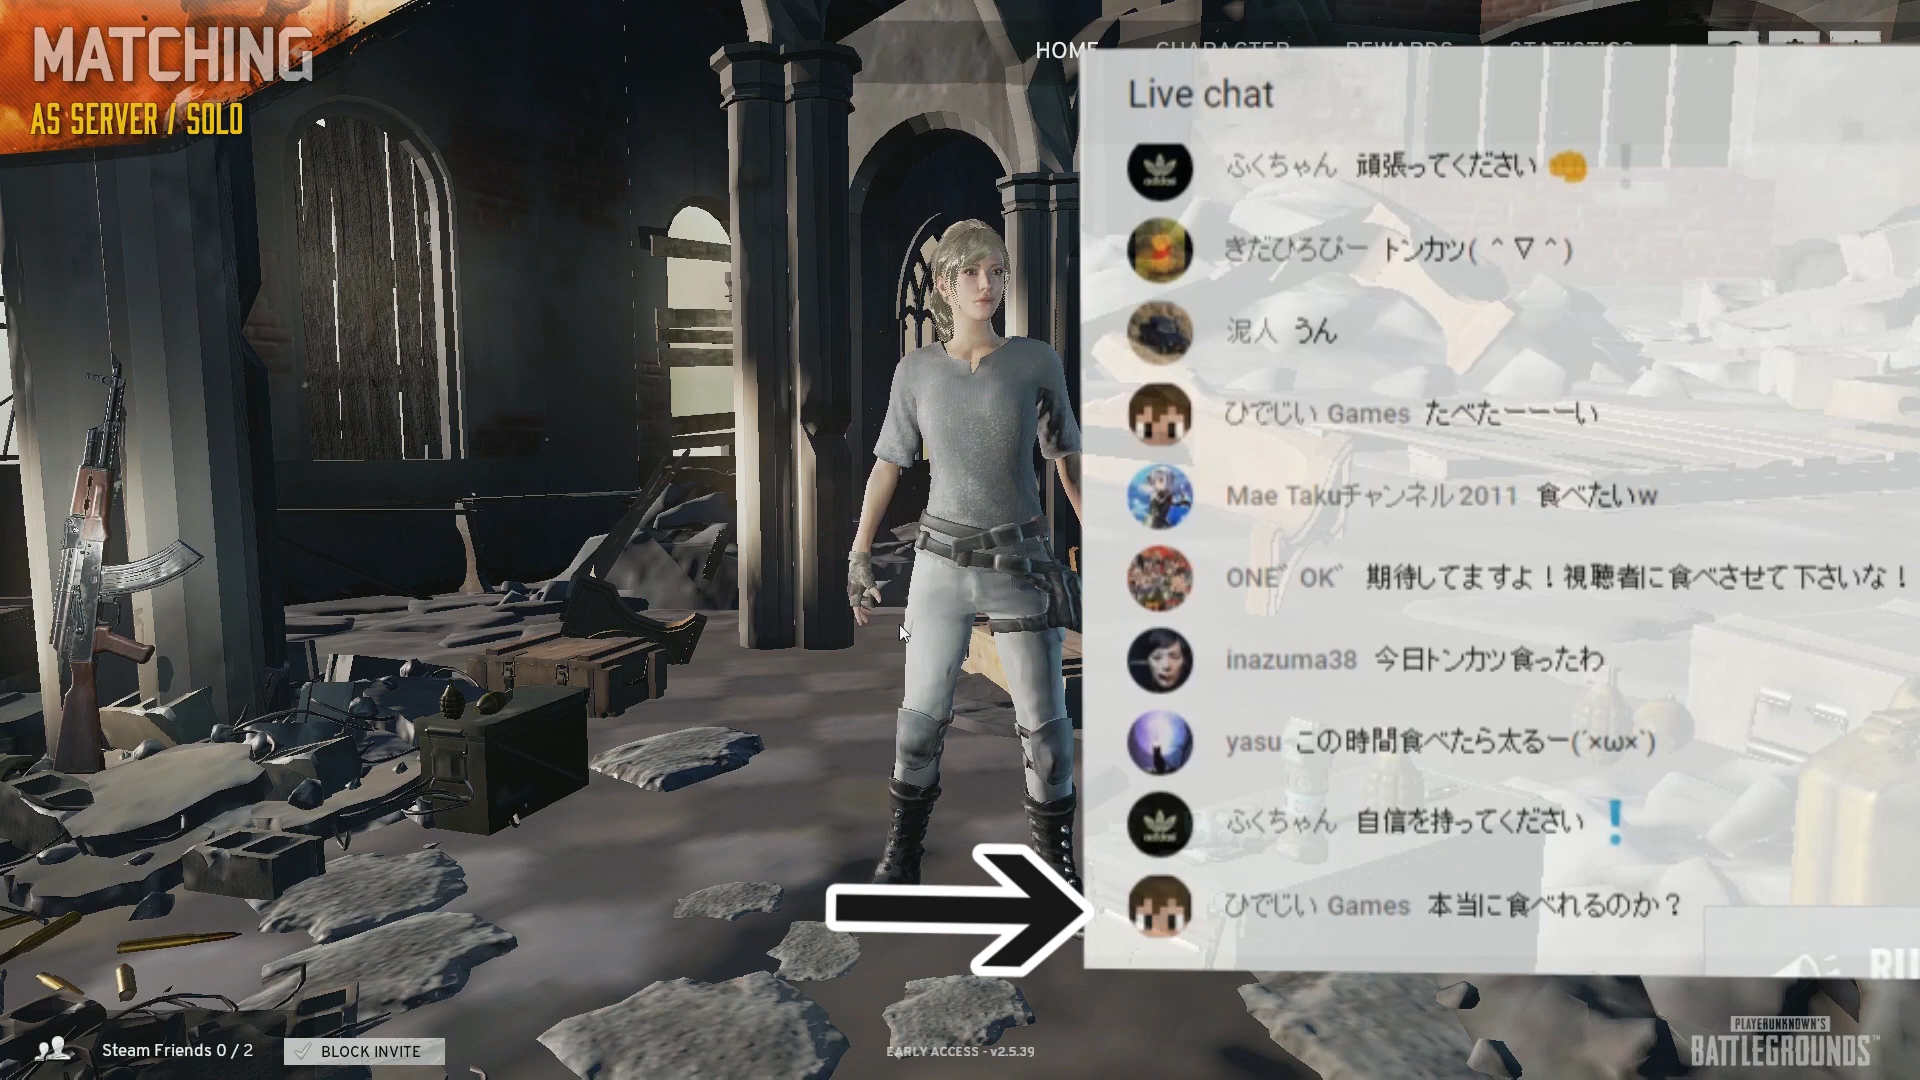 MATCHING
AS SERVER / SOLO
HOME CHARACTER REWARDS STATISTICS
Live chat
ふくちゃん 頑張ってください 👊 ❕
きだひろぴー トンカツ( ＾∇＾)
泥人 うん
ひでじい Games たべたーーーい
Mae Takuチャンネル2011 食べたいw
ONE゛OK゛ 期待してますよ！視聴者に食べさせて下さいな！
inazuma38 今日トンカツ食ったわ
yasu この時間食べたら太るー(´×ω×`)
ふくちゃん 自信を持ってください ❗
ひでじい Games 本当に食べれるのか？
Steam Friends 0 / 2
BLOCK INVITE
EARLY ACCESS - v2.5.39
PLAYERUNKNOWN'S
BATTLEGROUNDS™